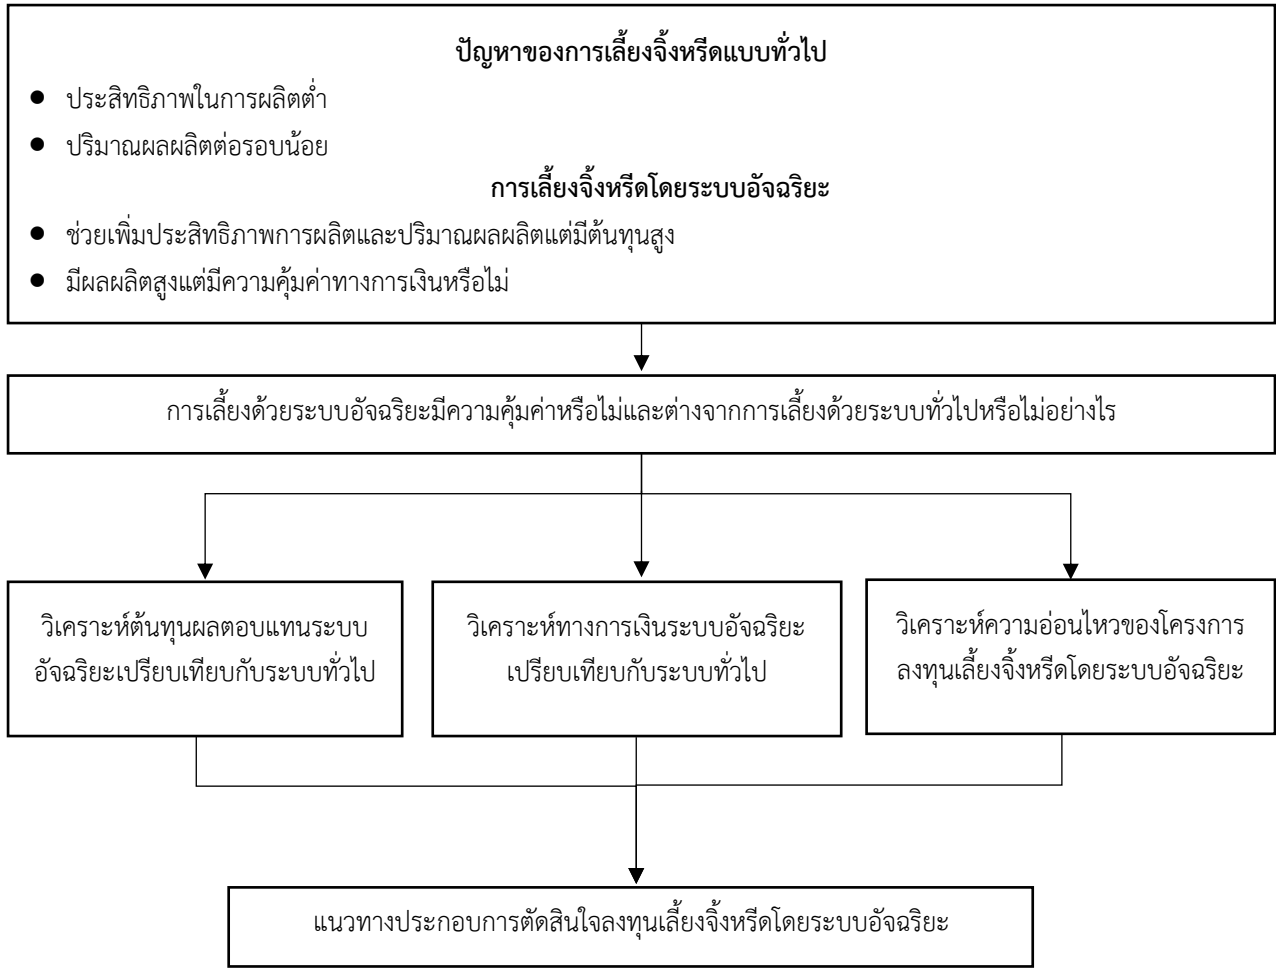 ปัญหาของการเลี้ยงจิ้งหรีดแบบทั่วไป
● ประสิทธิภาพในการผลิตต่ำ
● ปริมาณผลผลิตต่อรอบน้อย
การเลี้ยงจิ้งหรีดโดยระบบอัจฉริยะ
● ช่วยเพิ่มประสิทธิภาพการผลิตและปริมาณผลผลิตแต่มีต้นทุนสูง
● มีผลผลิตสูงแต่มีความคุ้มค่าทางการเงินหรือไม่
การเลี้ยงด้วยระบบอัจฉริยะมีความคุ้มค่าหรือไม่และต่างจากการเลี้ยงด้วยระบบทั่วไปหรือไม่อย่างไร
วิเคราะห์ต้นทุนผลตอบแทนระบบ
อัจฉริยะเปรียบเทียบกับระบบทั่วไป
วิเคราะห์ทางการเงินระบบอัจฉริยะ
เปรียบเทียบกับระบบทั่วไป
วิเคราะห์ความอ่อนไหวของโครงการ
ลงทุนเลี้ยงจิ้งหรีดโดยระบบอัจฉริยะ
แนวทางประกอบการตัดสินใจลงทุนเลี้ยงจิ้งหรีดโดยระบบอัจฉริยะ